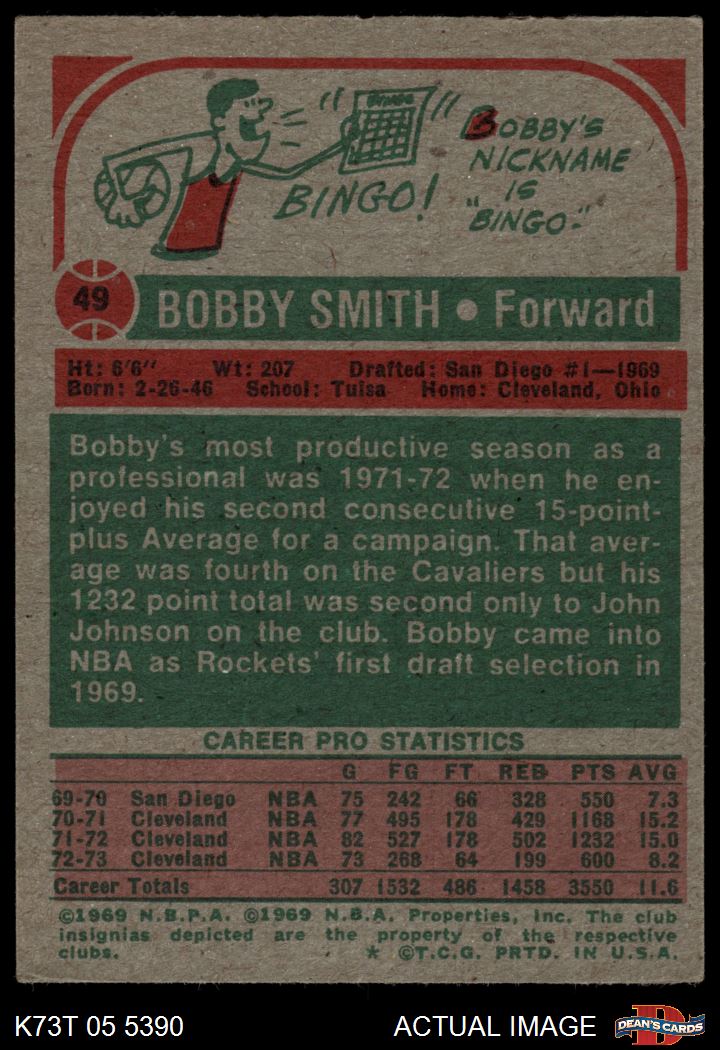 BINGO
BINGO!
BOBBY'S
NICKNAME
IS
"BINGO."
49
BOBBY SMITH • Forward
Ht: 6'6'' Wt: 207 Drafted: San Diego #1—1969
Born: 2-26-46 School: Tulsa Home: Cleveland, Ohio
Bobby's most productive season as a
professional was 1971-72 when he en-
joyed his second consecutive 15-point-
plus Average for a campaign. That aver-
age was fourth on the Cavaliers but his
1232 point total was second only to John
Johnson on the club. Bobby came into
NBA as Rockets' first draft selection in
1969.
CAREER PRO STATISTICS
G FG FT REB PTS AVG
69-70 San Diego NBA 75 242 66 328 550 7.3
70-71 Cleveland NBA 77 495 178 429 1168 15.2
71-72 Cleveland NBA 82 527 178 502 1232 15.0
72-73 Cleveland NBA 73 268 64 199 600 8.2
Career Totals 307 1532 486 1458 3550 11.6
©1969 N.B.P.A. ©1969 N.B.A. Properties, Inc. The club
insignias depicted are the property of the respective
clubs. * ©T.C.G. PRTD. IN U.S.A.
K73T 05 5390 ACTUAL IMAGE
D
DEAN'S CARDS